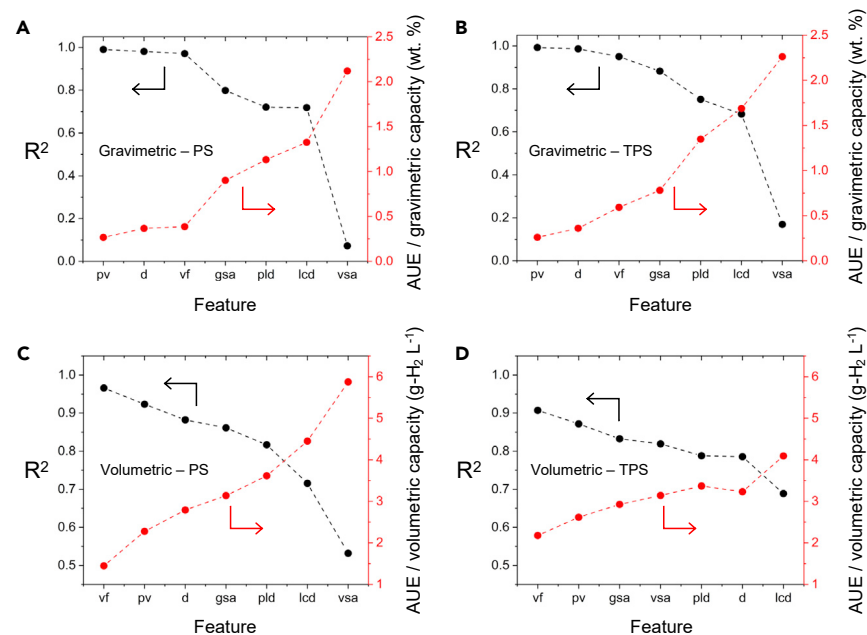 A
1.0
0.8
0.6
0.4
0.2
0.0
R²
Gravimetric – PS
2.5
2.0
1.5
1.0
0.5
0.0
AUE / gravimetric capacity (wt. %)
pv d vf gsa pld lcd vsa
Feature
B
1.0
0.8
0.6
0.4
0.2
0.0
R²
Gravimetric – TPS
2.5
2.0
1.5
1.0
0.5
0.0
AUE / gravimetric capacity (wt. %)
pv d vf gsa pld lcd vsa
Feature
C
1.0
0.9
0.8
0.7
0.6
0.5
R²
Volumetric – PS
6
5
4
3
2
1
AUE / volumetric capacity (g-H₂ L⁻¹)
vf pv d gsa pld lcd vsa
Feature
D
1.0
0.9
0.8
0.7
0.6
0.5
R²
Volumetric – TPS
6
5
4
3
2
1
AUE / volumetric capacity (g-H₂ L⁻¹)
vf pv gsa vsa pld d lcd
Feature